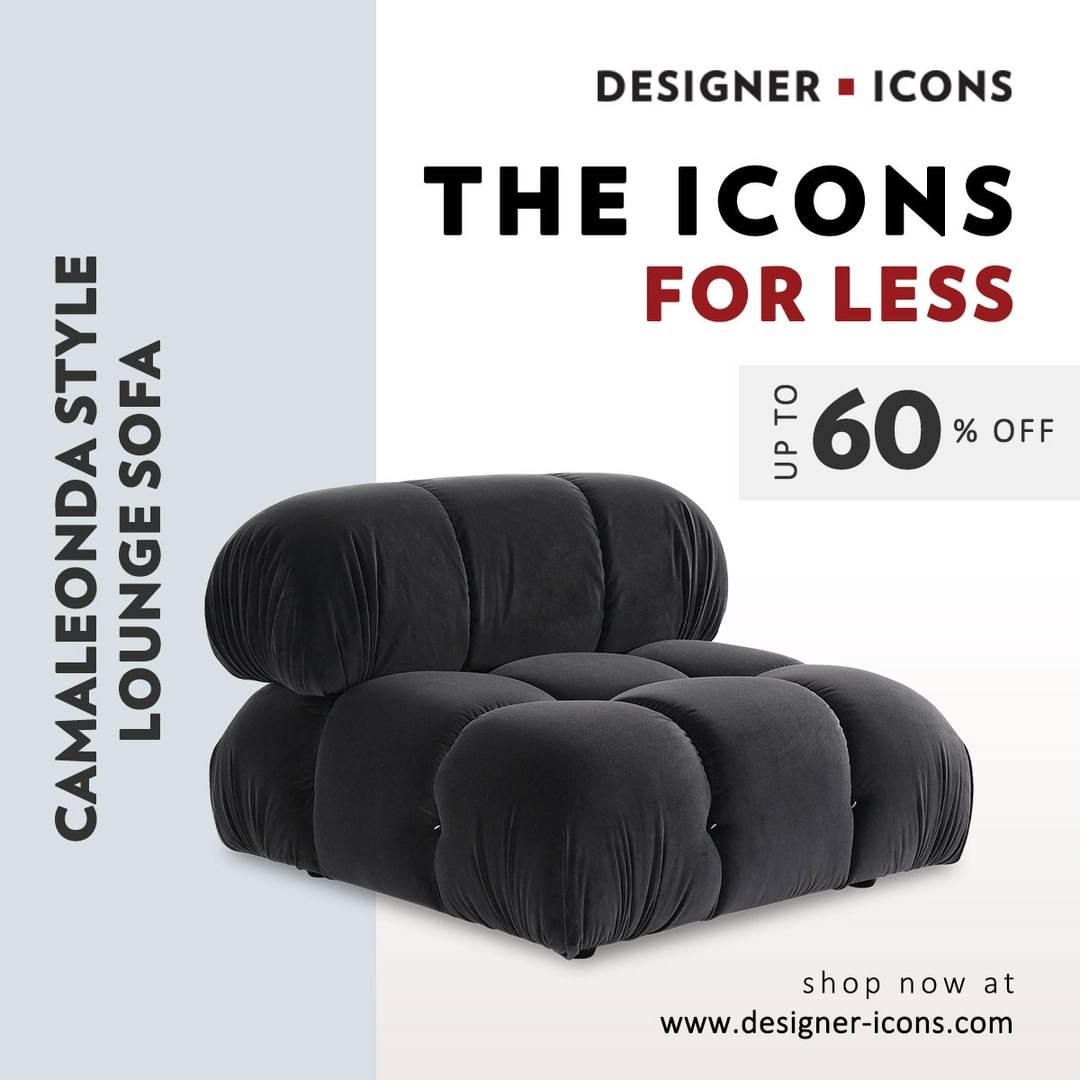 DESIGNER ▪ ICONS
THE ICONS
FOR LESS
UP TO 60 % OFF
CAMALEONDA STYLE
LOUNGE SOFA
shop now at
www.designer-icons.com